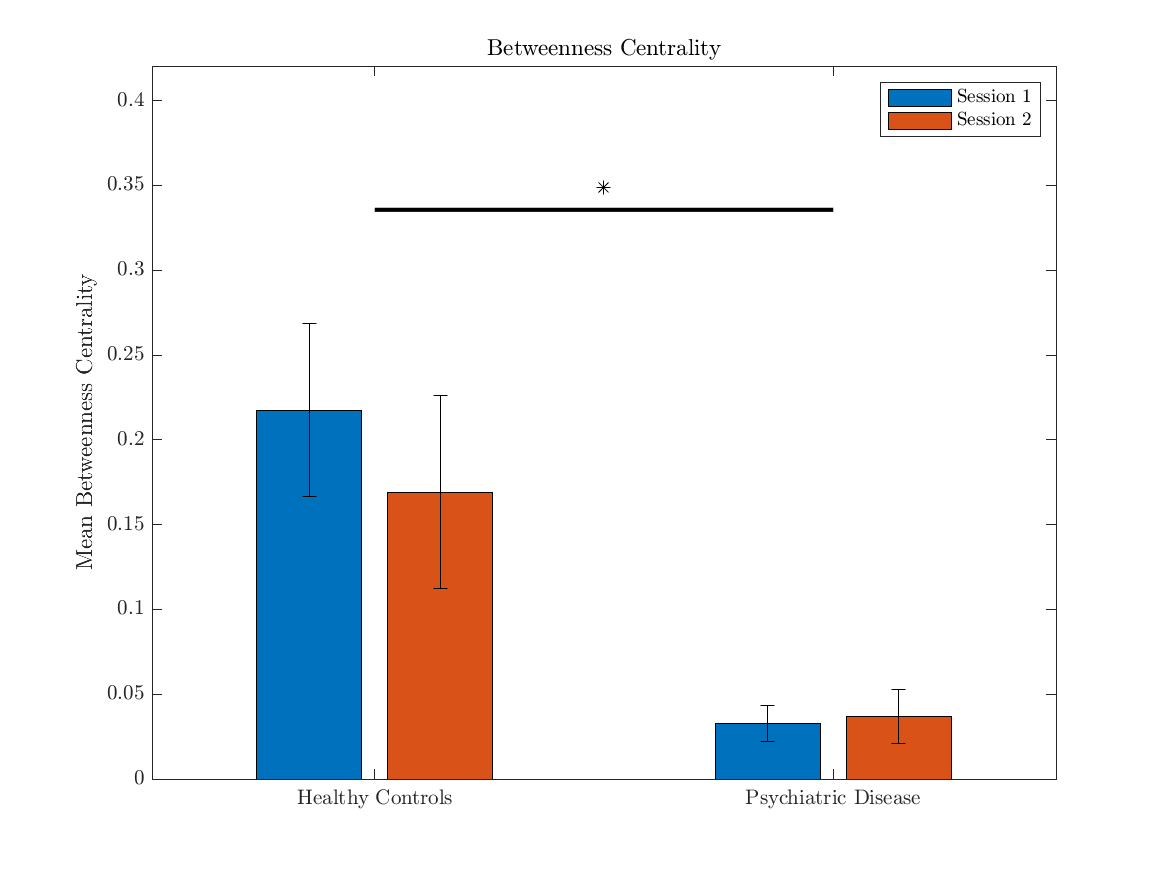 Betweenness Centrality
Session 1
Session 2
*
Mean Betweenness Centrality
0.4
0.35
0.3
0.25
0.2
0.15
0.1
0.05
0
Healthy Controls
Psychiatric Disease